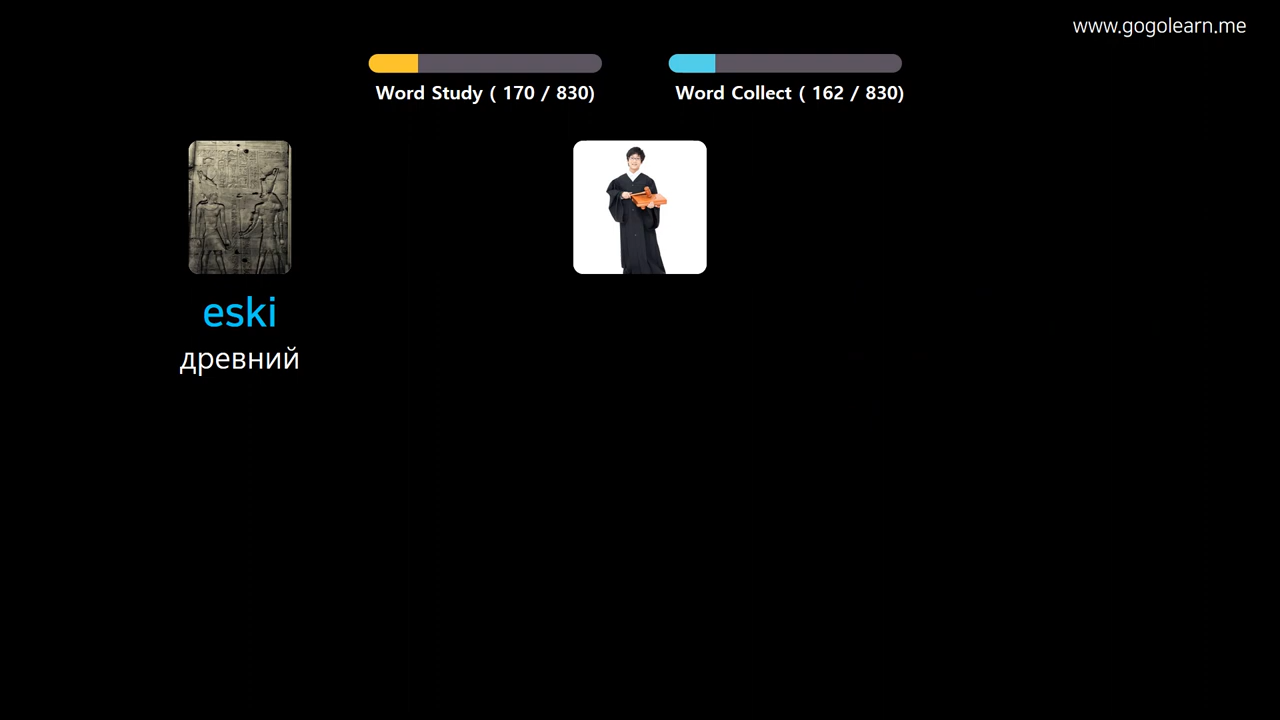 www.gogolearn.me
Word Study ( 170 / 830)
Word Collect ( 162 / 830)
eski
древний